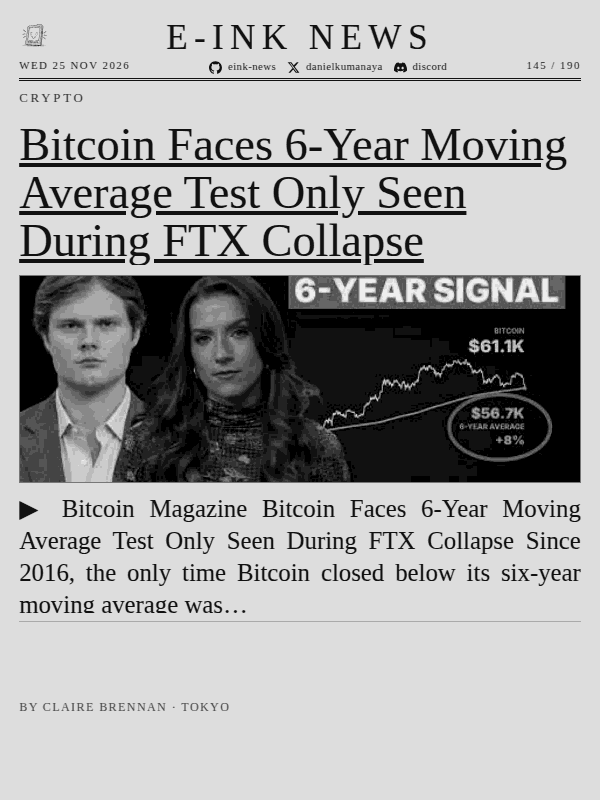 E-INK NEWS
WED 25 NOV 2026
eink-news danielkumanaya discord
145 / 190
CRYPTO
Bitcoin Faces 6-Year Moving
Average Test Only Seen
During FTX Collapse
6-YEAR SIGNAL
BITCOIN
$61.1K
$56.7K
6-YEAR AVERAGE
+8%
▶ Bitcoin Magazine Bitcoin Faces 6-Year Moving
Average Test Only Seen During FTX Collapse Since
2016, the only time Bitcoin closed below its six-year
moving average was…
BY CLAIRE BRENNAN · TOKYO